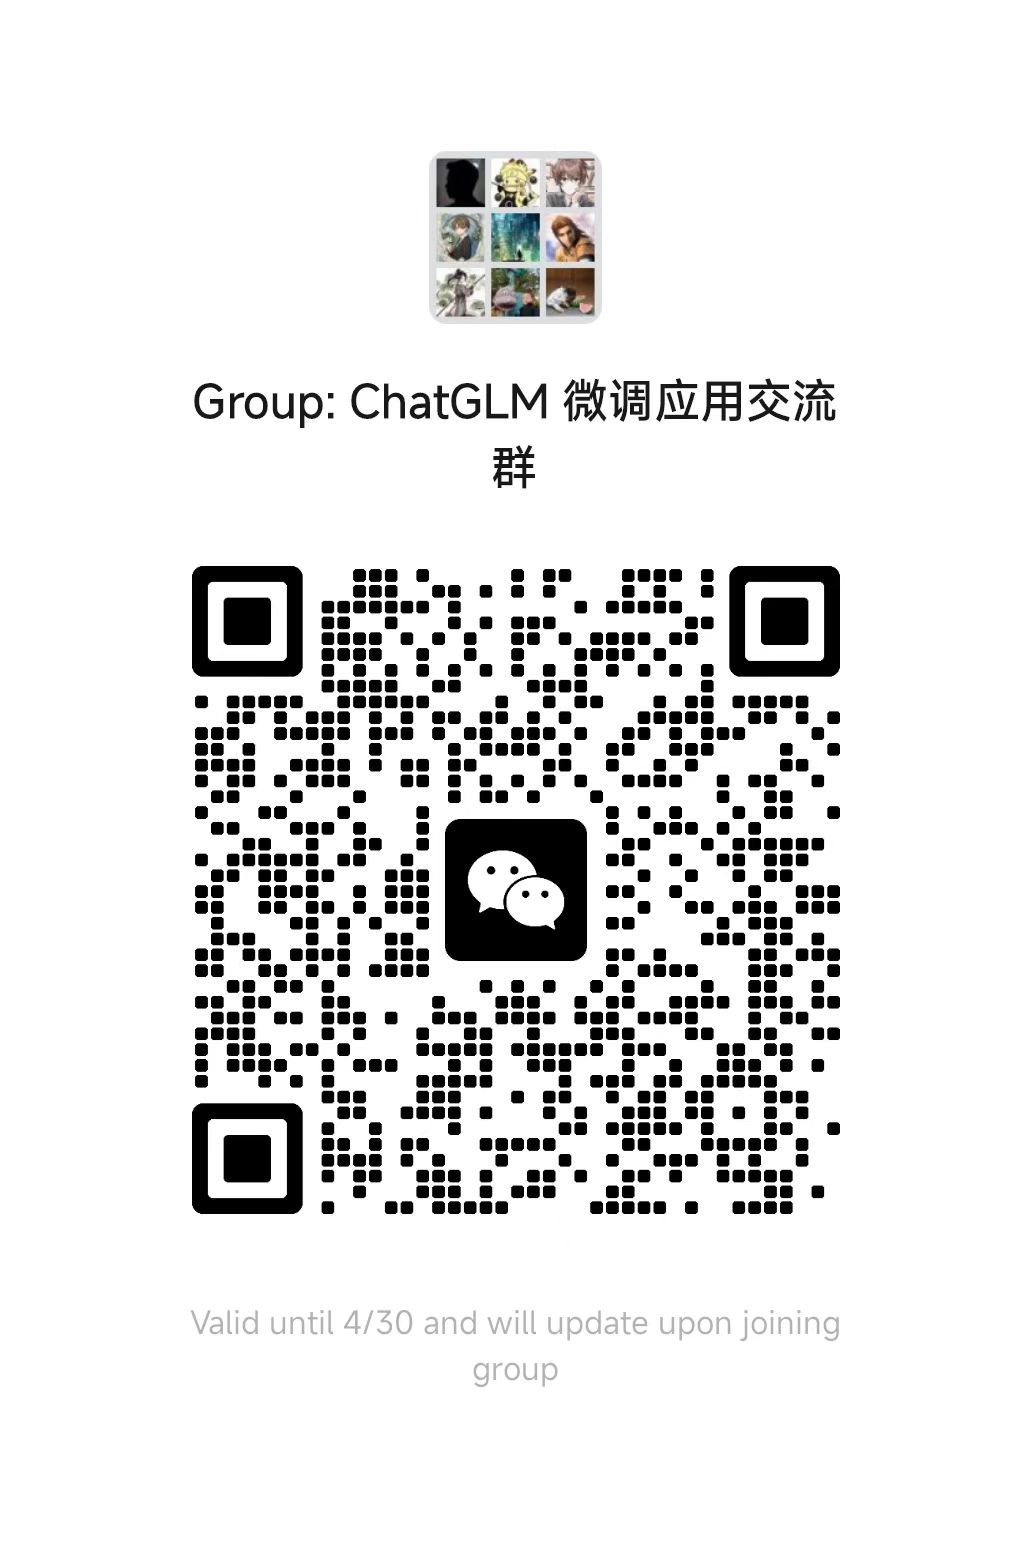 Group: ChatGLM 微调应用交流
群
Valid until 4/30 and will update upon joining
group